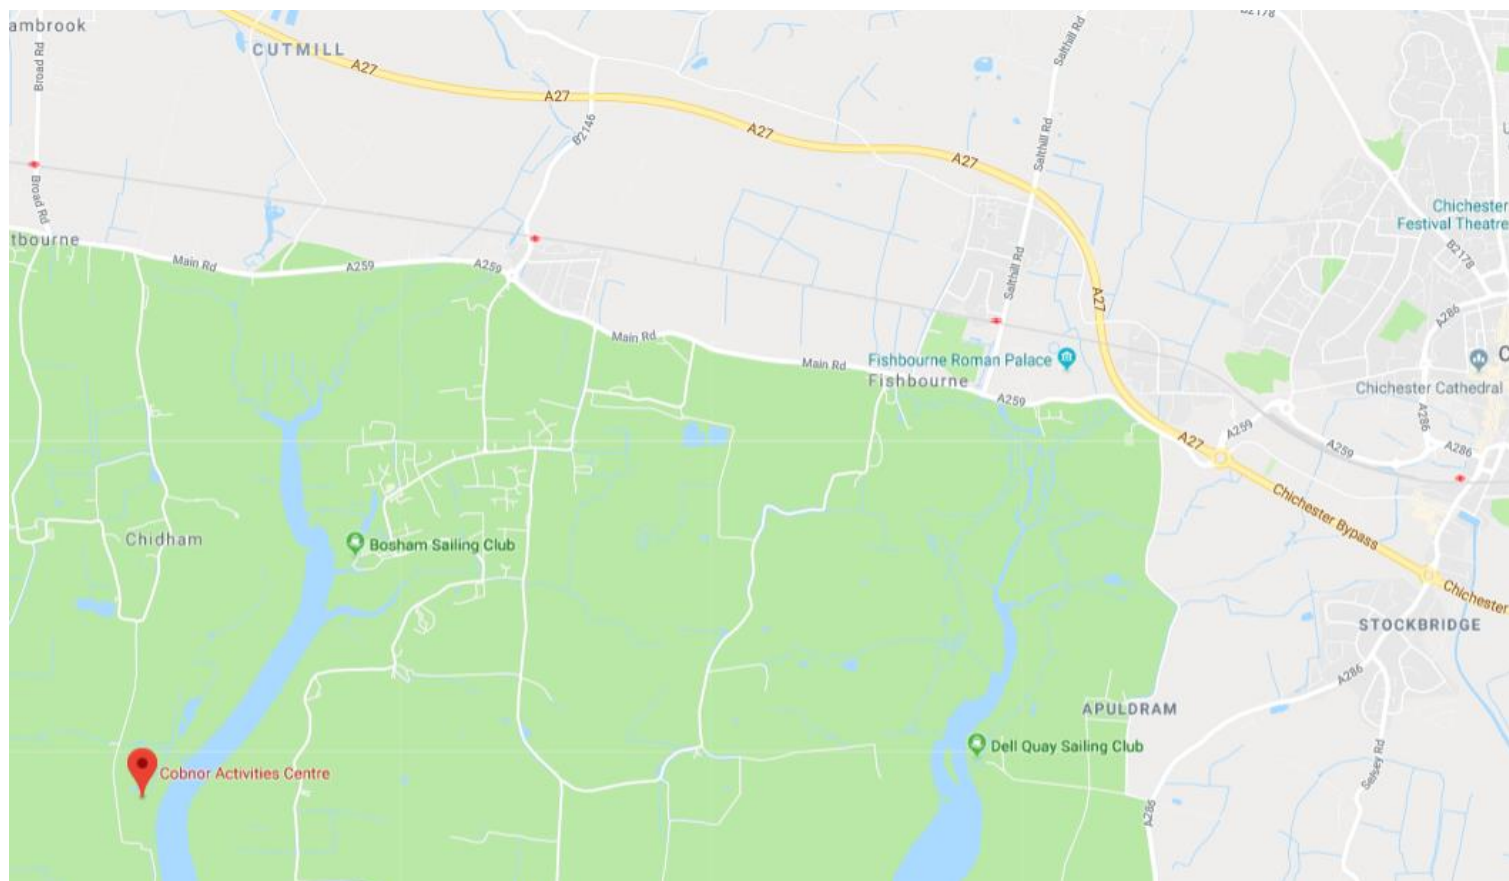 ambrook
CUTMILL
Broad Rd
A27
A27
B2146
A27
A27
Salthill Rd
Salthill Rd
B2178
Broad Rd
tbourne
Main Rd
A259
A259
Main Rd
Main Rd
Salthill Rd
A27
Fishbourne Roman Palace
Fishbourne
A259
Chichester
Festival Theatre
B2178
A286
C
Chichester Cathedral
A286
A259
A27
A259
A286
Chichester Bypass
Chichester
Chidham
Bosham Sailing Club
STOCKBRIDGE
A286
APULDRAM
Dell Quay Sailing Club
Cobnor Activities Centre
Selsey Rd
A286